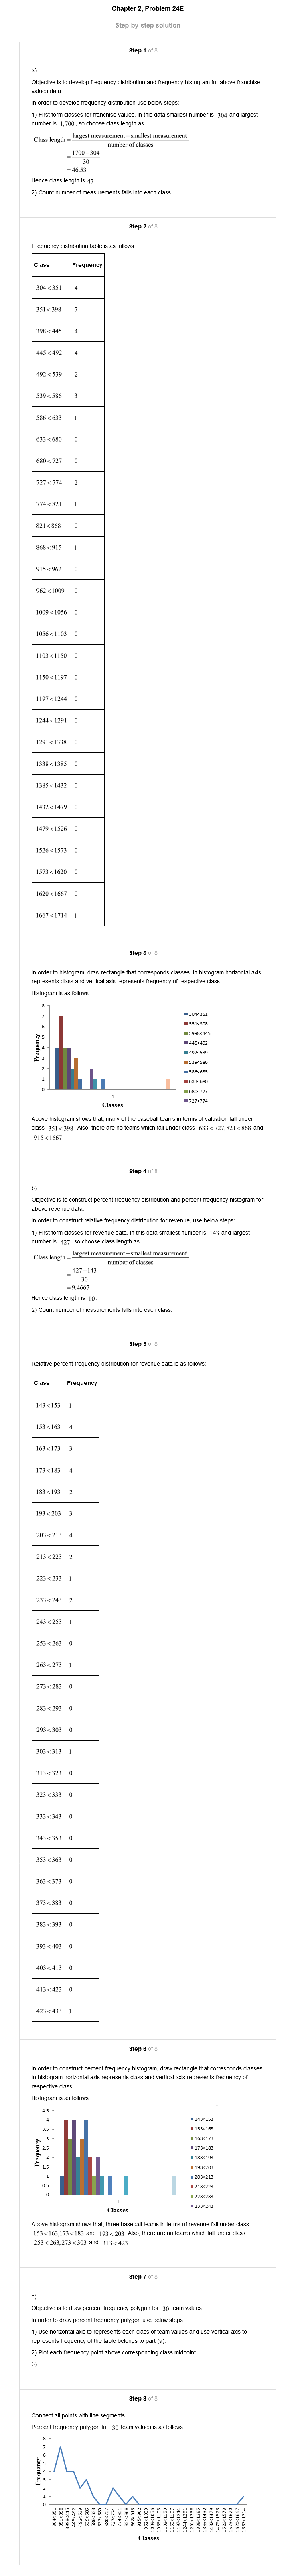 Chapter 2, Problem 24E
Step-by-step solution
Step 1 of 8
a)
Objective is to develop frequency distribution and frequency histogram for above franchise
values data.
In order to develop frequency distribution use below steps:
1) First form classes for franchise values. In this data smallest number is 304 and largest
number is 1,700. so choose class length as
Class length = largest measurement − smallest measurement / number of classes
= 1700 − 304 / 30
= 46.53
Hence class length is 47.
2) Count number of measurements falls into each class.
Step 2 of 8
Frequency distribution table is as follows:
Class Frequency
304 < 351 4
351 < 398 7
398 < 445 4
445 < 492 4
492 < 539 2
539 < 586 3
586 < 633 1
633 < 680 0
680 < 727 0
727 < 774 2
774 < 821 1
821 < 868 0
868 < 915 1
915 < 962 0
962 < 1009 0
1009 < 1056 0
1056 < 1103 0
1103 < 1150 0
1150 < 1197 0
1197 < 1244 0
1244 < 1291 0
1291 < 1338 0
1338 < 1385 0
1385 < 1432 0
1432 < 1479 0
1479 < 1526 0
1526 < 1573 0
1573 < 1620 0
1620 < 1667 0
1667 < 1714 1
Step 3 of 8
In order to histogram, draw rectangle that corresponds classes. In histogram horizontal axis
represents class and vertical axis represents frequency of respective class.
Histogram is as follows:
8
7
6
5
4
3
2
1
0
Frequency
1
Classes
304<351
351<398
3998<445
445<492
492<539
539<586
586<633
633<680
680<727
727<774
Above histogram shows that, many of the baseball teams in terms of valuation fall under
class 351 < 398. Also, there are no teams which fall under class 633 < 727, 821 < 868 and
915 < 1667.
Step 4 of 8
b)
Objective is to construct percent frequency distribution and percent frequency histogram for
above revenue data.
In order to construct relative frequency distribution for revenue, use below steps:
1) First form classes for revenue data. In this data smallest number is 143 and largest
number is 427. so choose class length as
Class length = largest measurement − smallest measurement / number of classes
= 427 − 143 / 30
= 9.4667
Hence class length is 10.
2) Count number of measurements falls into each class.
Step 5 of 8
Relative percent frequency distribution for revenue data is as follows:
Class Frequency
143 < 153 1
153 < 163 4
163 < 173 3
173 < 183 4
183 < 193 2
193 < 203 3
203 < 213 4
213 < 223 2
223 < 233 1
233 < 243 2
243 < 253 1
253 < 263 0
263 < 273 1
273 < 283 0
283 < 293 0
293 < 303 0
303 < 313 1
313 < 323 0
323 < 333 0
333 < 343 0
343 < 353 0
353 < 363 0
363 < 373 0
373 < 383 0
383 < 393 0
393 < 403 0
403 < 413 0
413 < 423 0
423 < 433 1
Step 6 of 8
In order to construct percent frequency histogram, draw rectangle that corresponds classes.
In histogram horizontal axis represents class and vertical axis represents frequency of
respective class.
Histogram is as follows:
4.5
4
3.5
3
2.5
2
1.5
1
0.5
0
Frequency
1
Classes
143<153
153<163
163<173
173<183
183<193
193<203
203<213
213<223
223<233
233<243
Above histogram shows that, three baseball teams in terms of revenue fall under class
153 < 163, 173 < 183 and 193 < 203. Also, there are no teams which fall under class
253 < 263, 273 < 303 and 313 < 423.
Step 7 of 8
c)
Objective is to draw percent frequency polygon for 30 team values.
In order to draw percent frequency polygon use below steps:
1) Use horizontal axis to represents each class of team values and use vertical axis to
represents frequency of the table belongs to part (a).
2) Plot each frequency point above corresponding class midpoint.
3)
Step 8 of 8
Connect all points with line segments.
Percent frequency polygon for 30 team values is as follows:
8
7
6
5
4
3
2
1
0
Frequency
304<351
351<398
3998<445
445<492
492<539
539<586
586<633
633<680
680<727
727<774
774<821
821<868
868<915
915<962
962<1009
1009<1056
1056<1103
1103<1150
1150<1197
1197<1244
1244<1291
1291<1338
1338<1385
1385<1432
1432<1479
1479<1526
1526<1573
1573<1620
1620<1667
1667<1714
Classes